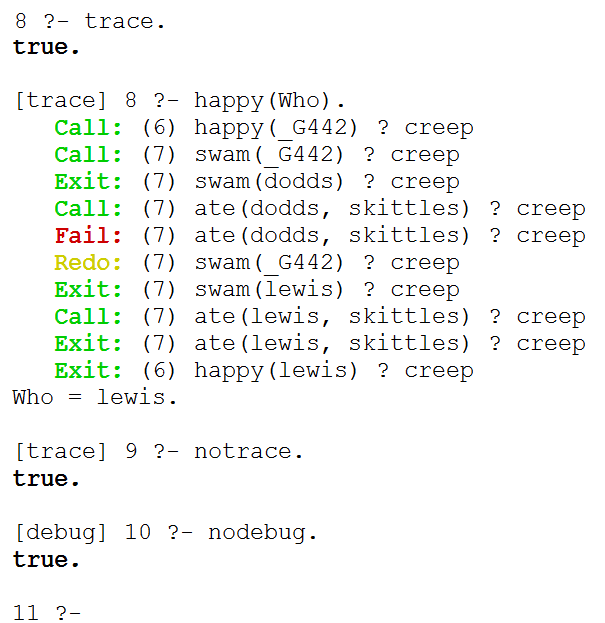 8 ?- trace.
true.
[trace] 8 ?- happy(Who).
Call: (6) happy(_G442) ? creep
Call: (7) swam(_G442) ? creep
Exit: (7) swam(dodds) ? creep
Call: (7) ate(dodds, skittles) ? creep
Fail: (7) ate(dodds, skittles) ? creep
Redo: (7) swam(_G442) ? creep
Exit: (7) swam(lewis) ? creep
Call: (7) ate(lewis, skittles) ? creep
Exit: (7) ate(lewis, skittles) ? creep
Exit: (6) happy(lewis) ? creep
Who = lewis.
[trace] 9 ?- notrace.
true.
[debug] 10 ?- nodebug.
true.
11 ?-